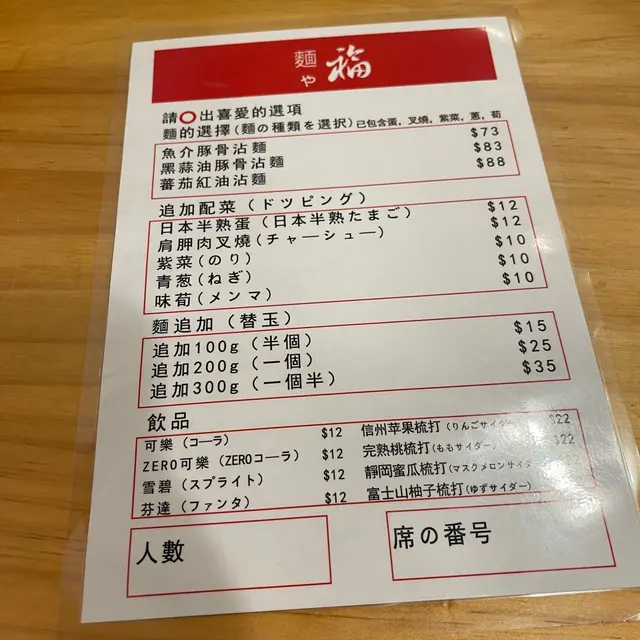 麵や福
請〇出喜愛的選項
麵的選擇(麵の種類を選択)已包含蛋，叉燒，紫菜，蔥，荀
魚介豚骨沾麵 $73
黑蒜油豚骨沾麵 $83
蕃茄紅油沾麵 $88
追加配菜（ドツピング）
日本半熟蛋（日本半熟たまご） $12
肩胛肉叉燒(チャーシュー) $12
紫菜(のり) $10
青葱(ねぎ) $10
味荀(メンマ) $10
麵追加（替玉）
追加100g（半個） $15
追加200g（一個） $25
追加300g（一個半） $35
飲品
可樂（コーラ） $12 信州苹果梳打(りんごサイダー) $22
ZERO可樂（ZEROコーラ） $12 完熟桃梳打(ももサイダー) $22
雪碧（スプライト） $12 靜岡蜜瓜梳打(マスクメロンサイダー
芬達（ファンタ） $12 富士山柚子梳打(ゆずサイダー)
人數
席の番号